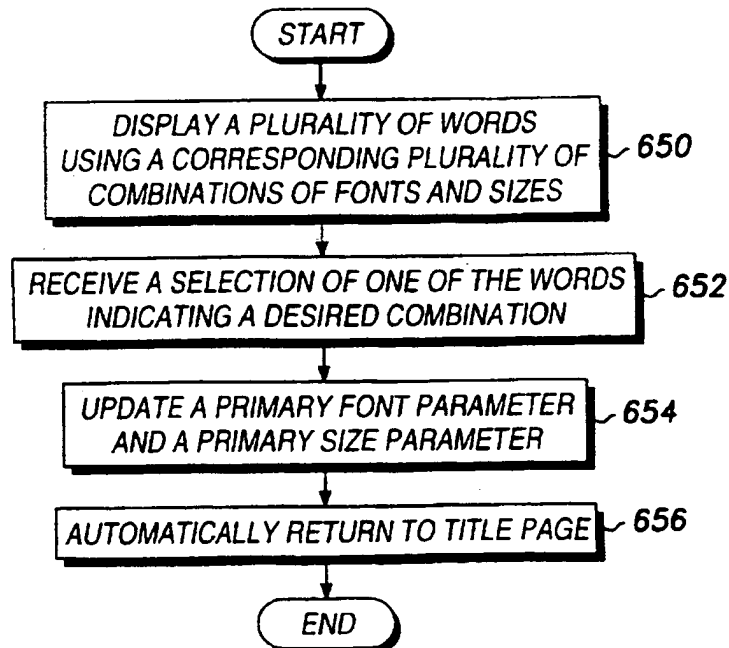 START
DISPLAY A PLURALITY OF WORDS
USING A CORRESPONDING PLURALITY OF
COMBINATIONS OF FONTS AND SIZES
650
RECEIVE A SELECTION OF ONE OF THE WORDS
INDICATING A DESIRED COMBINATION
652
UPDATE A PRIMARY FONT PARAMETER
AND A PRIMARY SIZE PARAMETER
654
AUTOMATICALLY RETURN TO TITLE PAGE
656
END